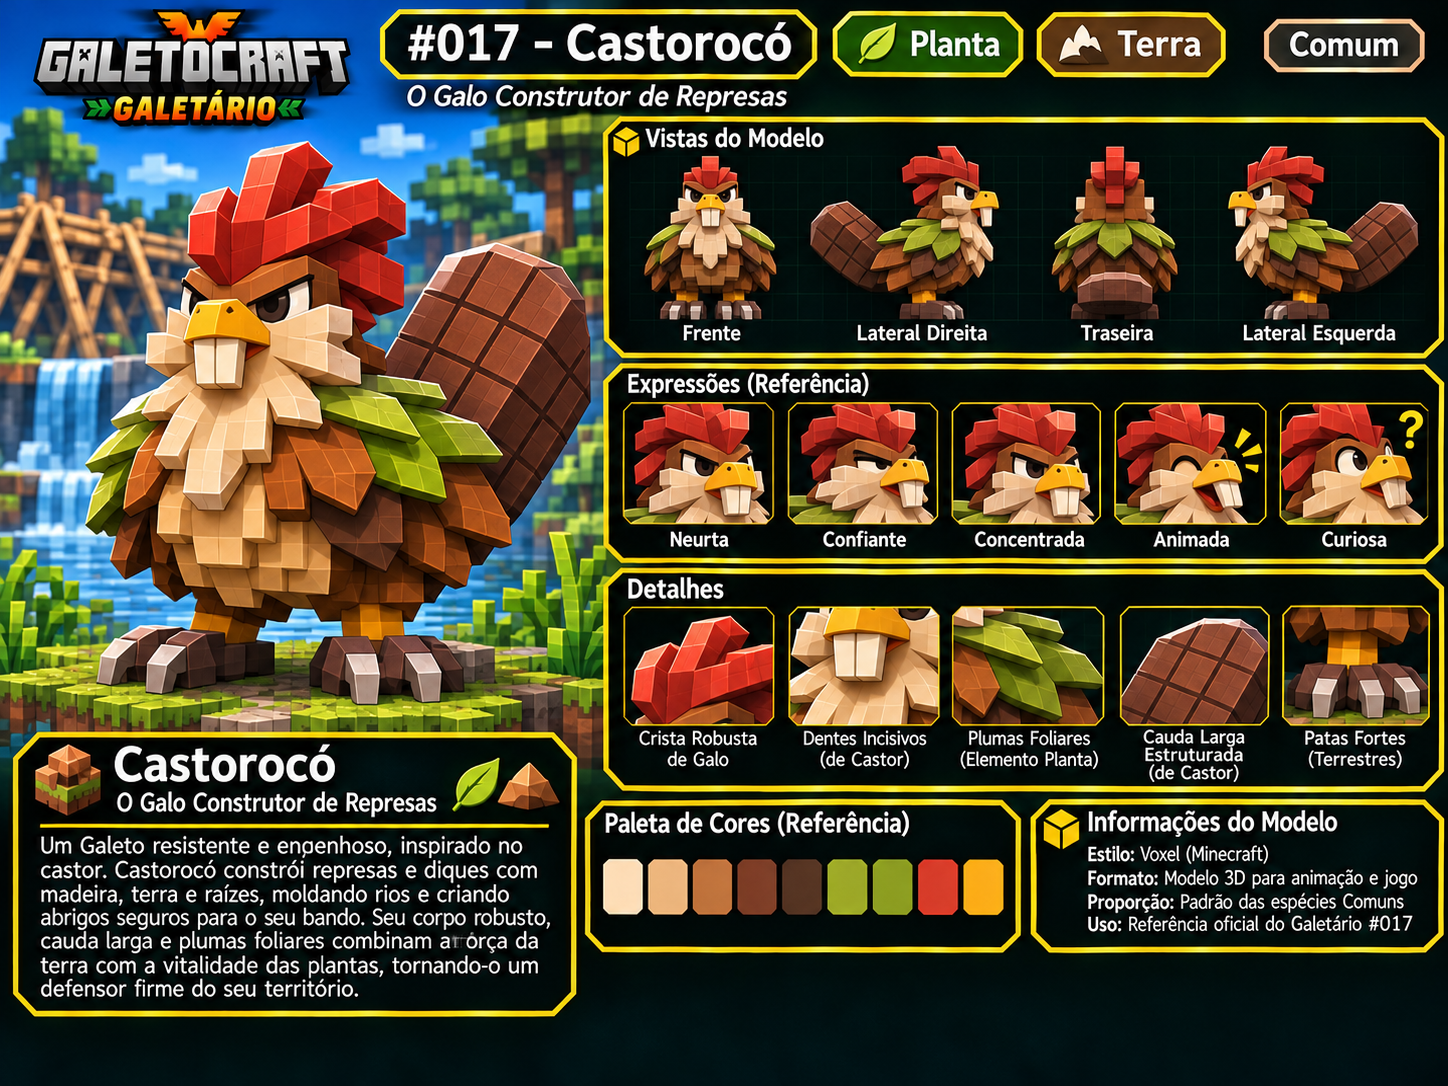 GALETOCRAFT
GALETÁRIO
#017 - Castorocó
O Galo Construtor de Represas
Planta
Terra
Comum
Vistas do Modelo
Frente
Lateral Direita
Traseira
Lateral Esquerda
Expressões (Referência)
?
Neurta
Confiante
Concentrada
Animada
Curiosa
Detalhes
Crista Robusta
de Galo
Dentes Incisivos
(de Castor)
Plumas Foliares
(Elemento Planta)
Cauda Larga
Estruturada
(de Castor)
Patas Fortes
(Terrestres)
Castorocó
O Galo Construtor de Represas
Um Galeto resistente e engenhoso, inspirado no
castor. Castorocó constrói represas e diques com
madeira, terra e raízes, moldando rios e criando
abrigos seguros para o seu bando. Seu corpo robusto,
cauda larga e plumas foliares combinam da
terra com a vitalidade das plantas, tornando-o um
defensor firme do seu território.
Paleta de Cores (Referência)
Informações do Modelo
Estilo: Voxel (Minecraft)
Formato: Modelo 3D para animação e jogo
Proporção: Padrão das espécies Comuns
Uso: Referência oficial do Galetário #017